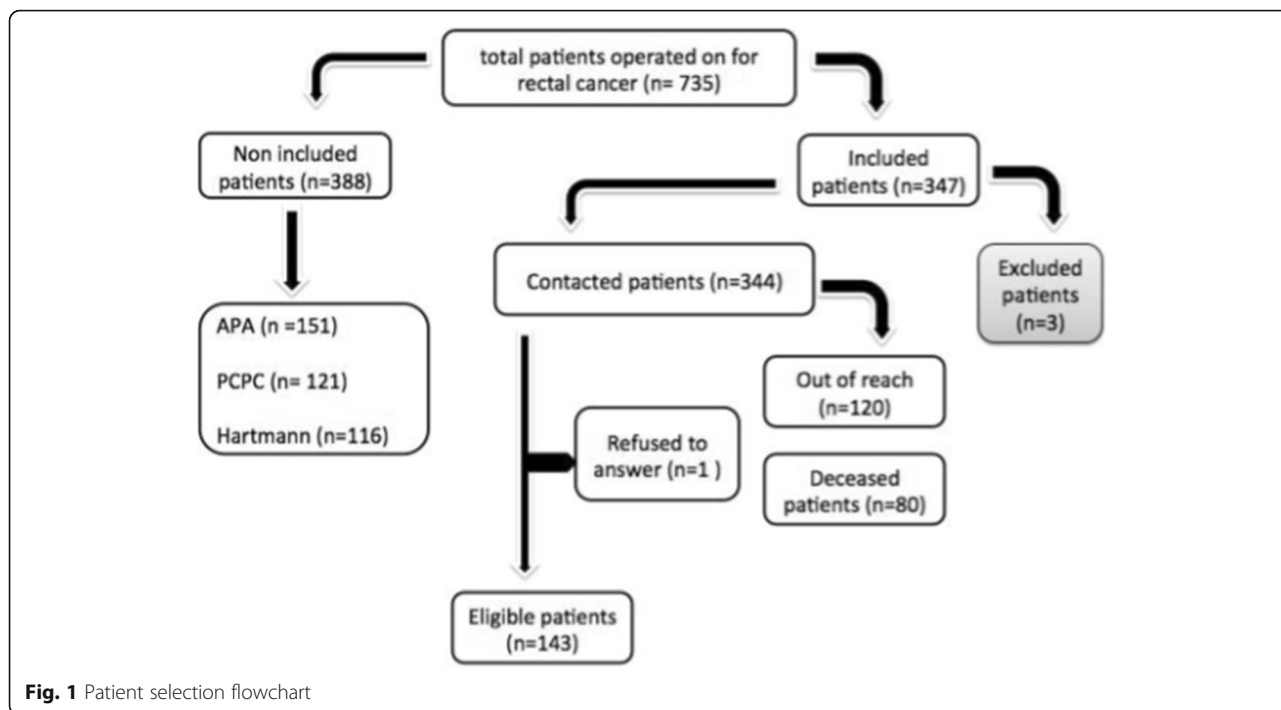 total patients operated on for
rectal cancer (n= 735)
Non included
patients (n=388)
Included
patients (n=347)
Contacted patients (n=344)
Excluded
patients
(n=3)
APA (n =151)
PCPC (n= 121)
Hartmann (n=116)
Out of reach
(n=120)
Refused to
answer (n=1 )
Deceased
patients (n=80)
Eligible patients
(n=143)
Fig. 1 Patient selection flowchart